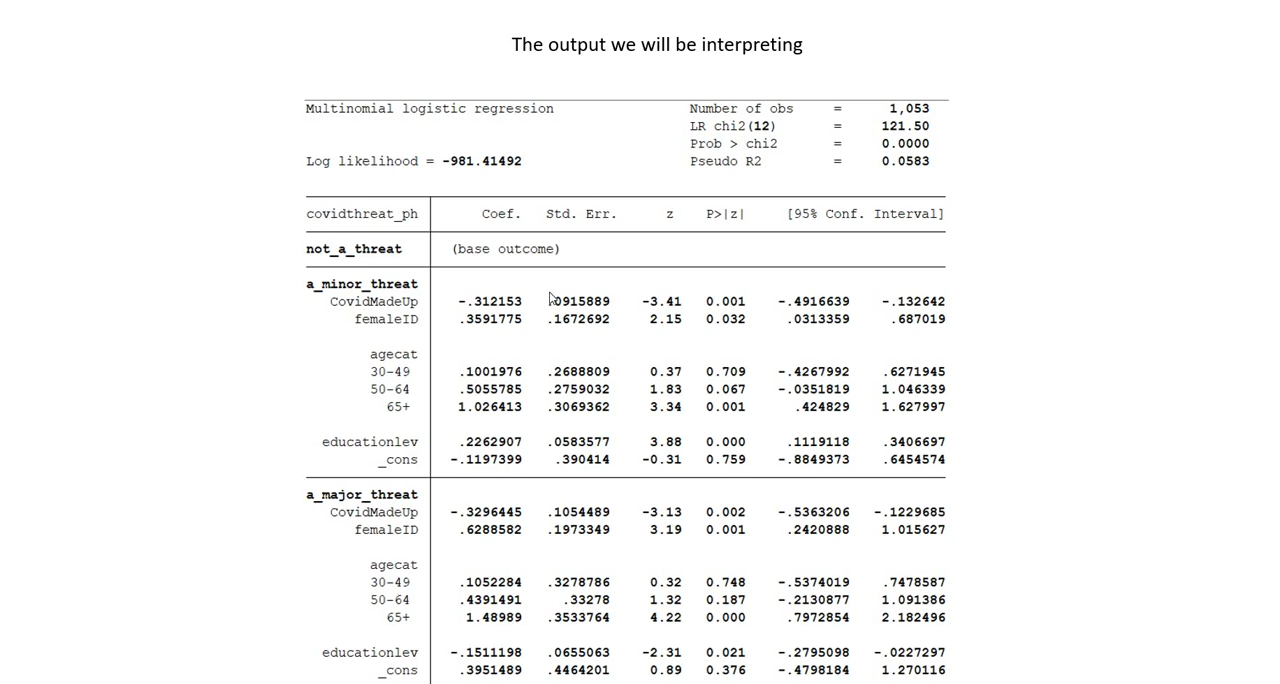 The output we will be interpreting
Multinomial logistic regression Number of obs = 1,053
LR chi2(12) = 121.50
Prob > chi2 = 0.0000
Log likelihood = -981.41492 Pseudo R2 = 0.0583
covidthreat_ph Coef. Std. Err. z P>|z| [95% Conf. Interval]
not_a_threat (base outcome)
a_minor_threat
CovidMadeUp -.312153 .0915889 -3.41 0.001 -.4916639 -.132642
femaleID .3591775 .1672692 2.15 0.032 .0313359 .687019
agecat
30-49 .1001976 .2688809 0.37 0.709 -.4267992 .6271945
50-64 .5055785 .2759032 1.83 0.067 -.0351819 1.046339
65+ 1.026413 .3069362 3.34 0.001 .424829 1.627997
educationlev .2262907 .0583577 3.88 0.000 .1119118 .3406697
_cons -.1197399 .390414 -0.31 0.759 -.8849373 .6454574
a_major_threat
CovidMadeUp -.3296445 .1054489 -3.13 0.002 -.5363206 -.1229685
femaleID .6288582 .1973349 3.19 0.001 .2420888 1.015627
agecat
30-49 .1052284 .3278786 0.32 0.748 -.5374019 .7478587
50-64 .4391491 .33278 1.32 0.187 -.2130877 1.091386
65+ 1.48989 .3533764 4.22 0.000 .7972854 2.182496
educationlev -.1511198 .0655063 -2.31 0.021 -.2795098 -.0227297
_cons .3951489 .4464201 0.89 0.376 -.4798184 1.270116